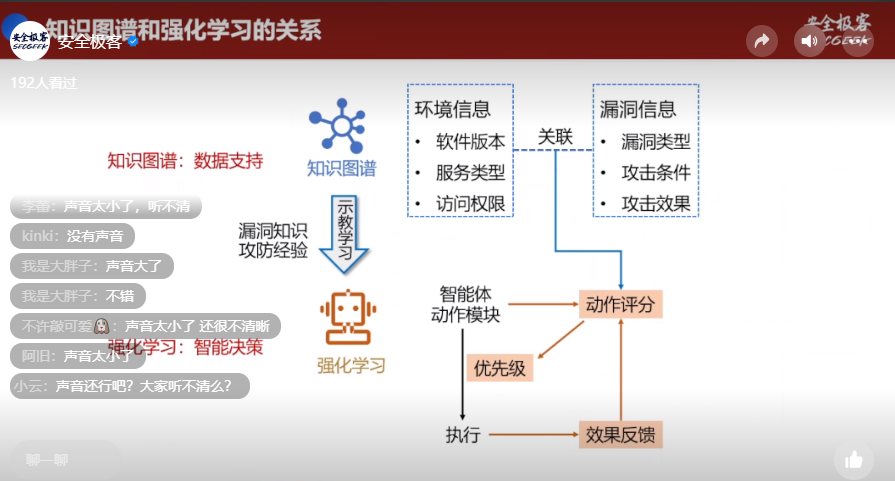 知识图谱和强化学习的关系
安全极客
SECGEEK
安全极客
安全极客
SECGEEK
192人看过
环境信息
• 软件版本
• 服务类型
• 访问权限
关联
漏洞信息
• 漏洞类型
• 攻击条件
• 攻击效果
知识图谱：数据支持
知识图谱
示教学习
漏洞知识
攻防经验
李蕾：声音太小了，听不清
kinki：没有声音
我是大胖子：声音大了
我是大胖子：不错
不许敲可爱：声音太小了 还很不清晰
阿旧：声音太小了
小云：声音还行吧？大家听不清么？
强化学习：智能决策
强化学习
智能体
动作模块
动作评分
优先级
执行
效果反馈
聊一聊